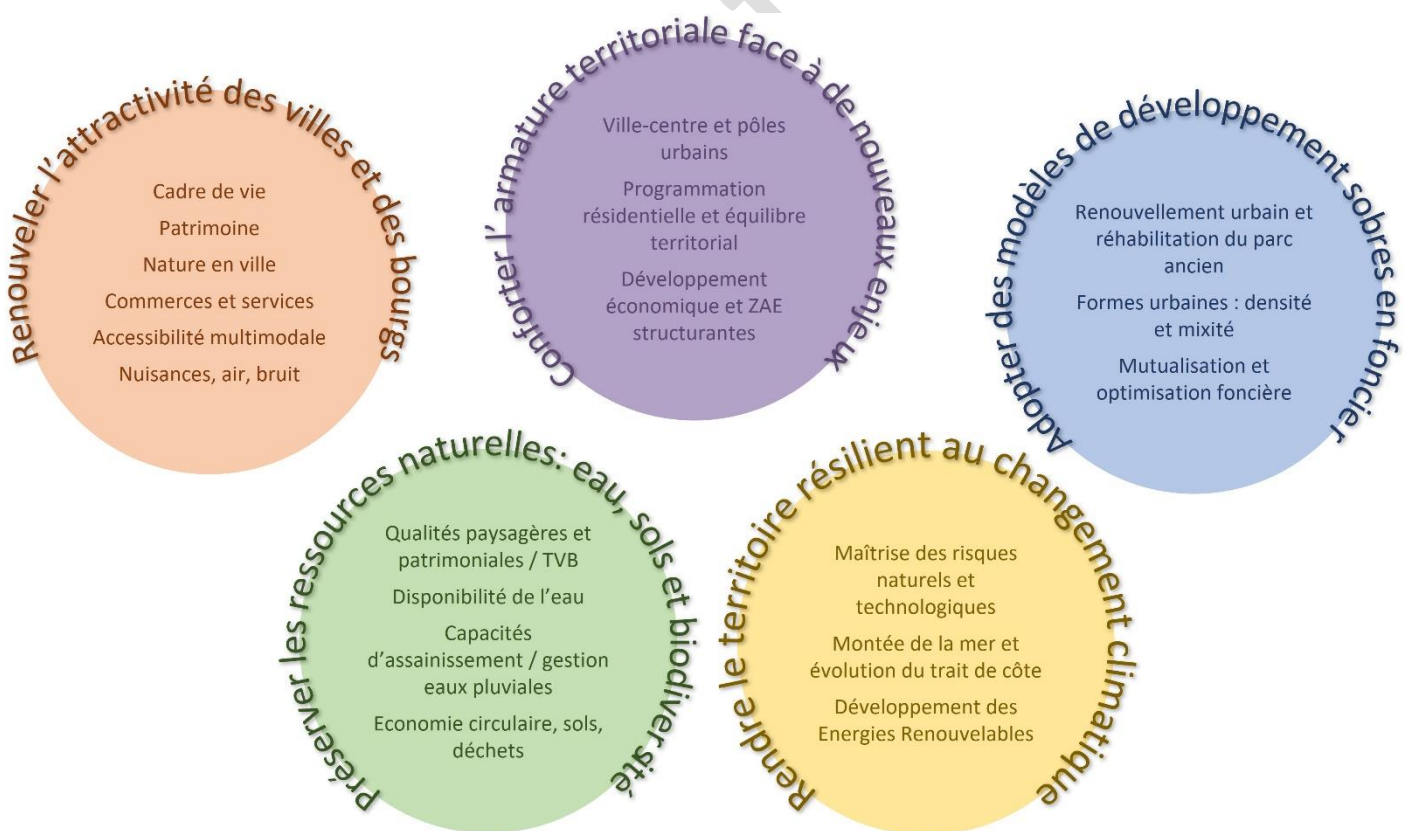 Renouveler l'attractivité des villes et des bourgs
Cadre de vie
Patrimoine
Nature en ville
Commerces et services
Accessibilité multimodale
Nuisances, air, bruit
Conforter l' armature territoriale face à de nouveaux enjeux
Ville-centre et pôles
urbains
Programmation
résidentielle et équilibre
territorial
Développement
économique et ZAE
structurantes
Adopter des modèles de développement sobres en foncier
Renouvellement urbain et
réhabilitation du parc
ancien
Formes urbaines : densité
et mixité
Mutualisation et
optimisation foncière
Préserver les ressources naturelles: eau, sols et biodiversité
Qualités paysagères et
patrimoniales / TVB
Disponibilité de l'eau
Capacités
d'assainissement / gestion
eaux pluviales
Economie circulaire, sols,
déchets
Rendre le territoire résilient au changement climatique
Maîtrise des risques
naturels et
technologiques
Montée de la mer et
évolution du trait de côte
Développement des
Energies Renouvelables